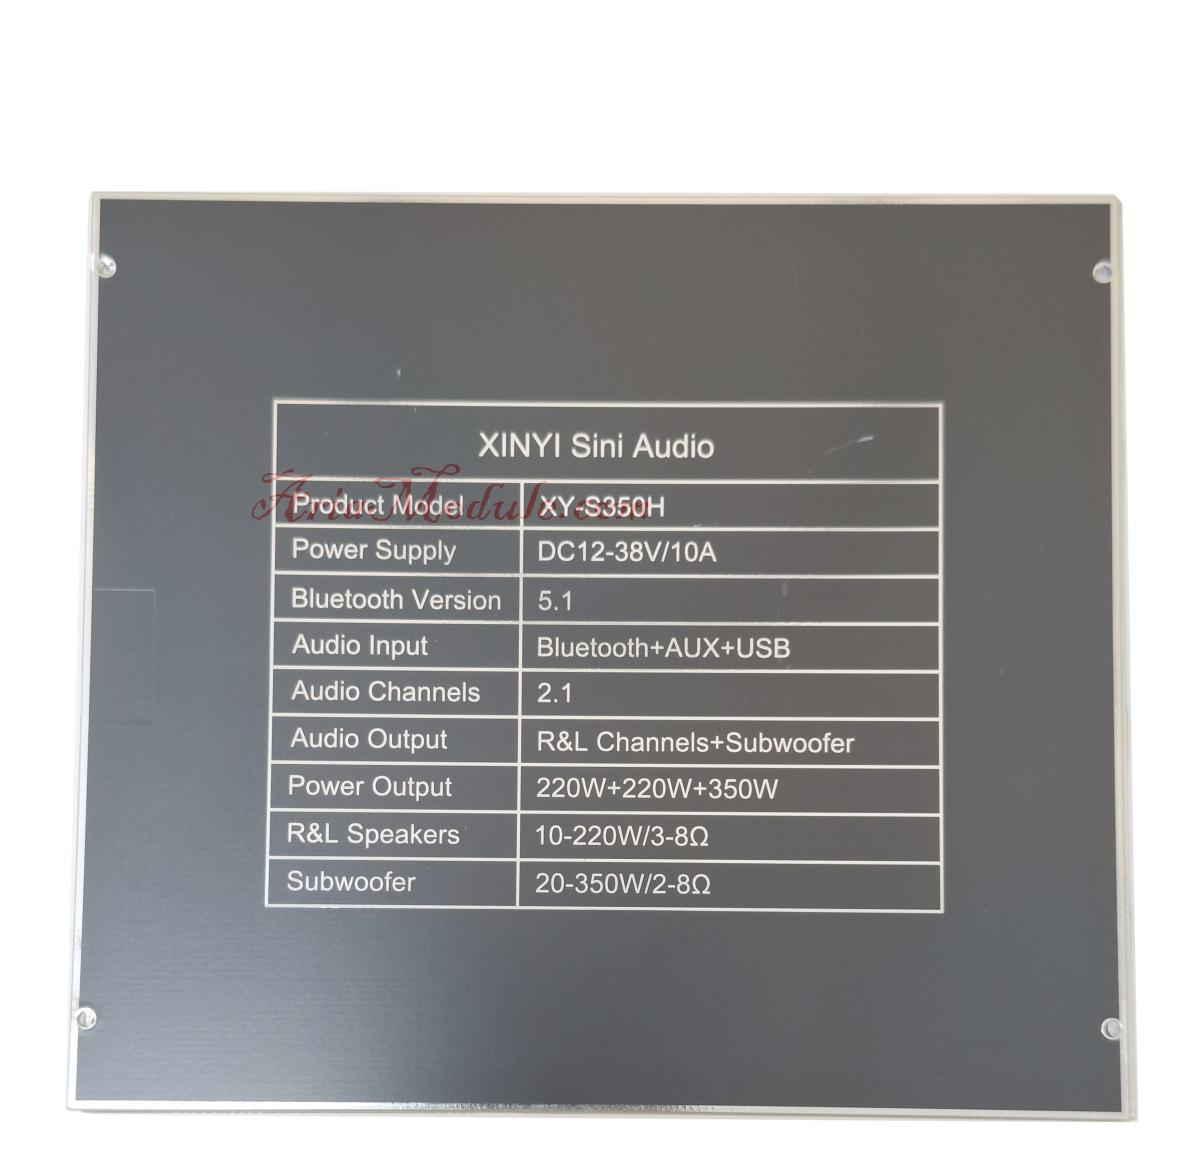 XINYI Sini Audio
Product Model XY-S350H
AriaModule.com
Power Supply DC12-38V/10A
Bluetooth Version 5.1
Audio Input Bluetooth+AUX+USB
Audio Channels 2.1
Audio Output R&L Channels+Subwoofer
Power Output 220W+220W+350W
R&L Speakers 10-220W/3-8Ω
Subwoofer 20-350W/2-8Ω